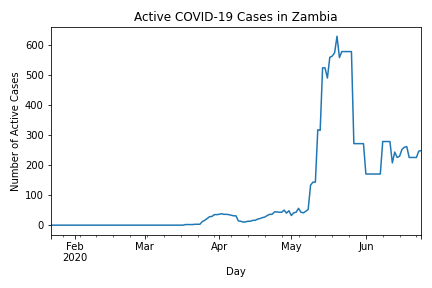 Active COVID-19 Cases in Zambia
Number of Active Cases
600
500
400
300
200
100
0
Feb
2020
Mar
Apr
May
Jun
Day